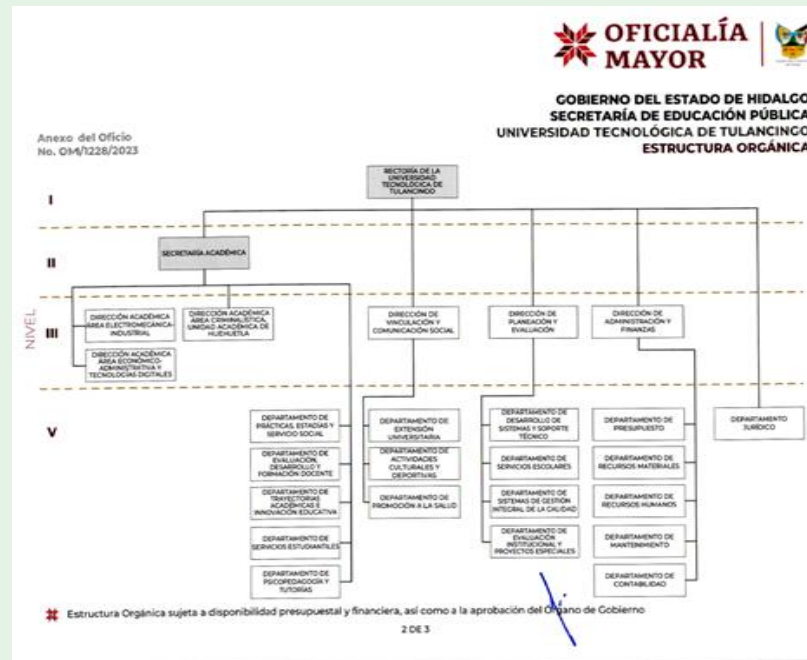 OFICIALÍA
MAYOR
GOBIERNO DEL ESTADO DE HIDALGO
SECRETARÍA DE EDUCACIÓN PÚBLICA
UNIVERSIDAD TECNOLÓGICA DE TULANCINGO
ESTRUCTURA ORGÁNICA
Anexo del Oficio
No. OM/1228/2023
NIVEL
I
RECTORÍA DE LA
UNIVERSIDAD
TECNOLÓGICA DE
TULANCINGO
II
SECRETARÍA ACADÉMICA
III
DIRECCIÓN ACADÉMICA
ÁREA ELECTROMECÁNICA-
INDUSTRIAL
DIRECCIÓN ACADÉMICA
ÁREA CRIMINALÍSTICA,
UNIDAD ACADÉMICA DE
HUEHUETLA
DIRECCIÓN DE
VINCULACIÓN Y
COMUNICACIÓN SOCIAL
DIRECCIÓN DE
PLANEACIÓN Y
EVALUACIÓN
DIRECCIÓN DE
ADMINISTRACIÓN Y
FINANZAS
DIRECCIÓN ACADÉMICA
ÁREA ECONÓMICO-
ADMINISTRATIVA Y
TECNOLOGÍAS DIGITALES
V
DEPARTAMENTO DE
PRÁCTICAS, ESTADÍAS Y
SERVICIO SOCIAL
DEPARTAMENTO DE
EVALUACIÓN,
DESARROLLO Y
FORMACIÓN DOCENTE
DEPARTAMENTO DE
TRAYECTORIAS
ACADÉMICAS E
INNOVACIÓN EDUCATIVA
DEPARTAMENTO DE
SERVICIOS ESTUDIANTILES
DEPARTAMENTO DE
PSICOPEDAGOGÍA Y
TUTORÍAS
DEPARTAMENTO DE
EXTENSIÓN
UNIVERSITARIA
DEPARTAMENTO DE
ACTIVIDADES
CULTURALES Y
DEPORTIVAS
DEPARTAMENTO DE
PROMOCIÓN A LA SALUD
DEPARTAMENTO DE
DESARROLLO DE
SISTEMAS Y SOPORTE
TÉCNICO
DEPARTAMENTO DE
SERVICIOS ESCOLARES
DEPARTAMENTO DE
SISTEMAS DE GESTIÓN
INTEGRAL DE LA CALIDAD
DEPARTAMENTO DE
EVALUACIÓN
INSTITUCIONAL Y
PROYECTOS ESPECIALES
DEPARTAMENTO DE
PRESUPUESTO
DEPARTAMENTO DE
RECURSOS MATERIALES
DEPARTAMENTO DE
RECURSOS HUMANOS
DEPARTAMENTO DE
MANTENIMIENTO
DEPARTAMENTO DE
CONTABILIDAD
DEPARTAMENTO
JURÍDICO
Estructura Orgánica sujeta a disponibilidad presupuestal y financiera, así como a la aprobación del Órgano de Gobierno
2 DE 3